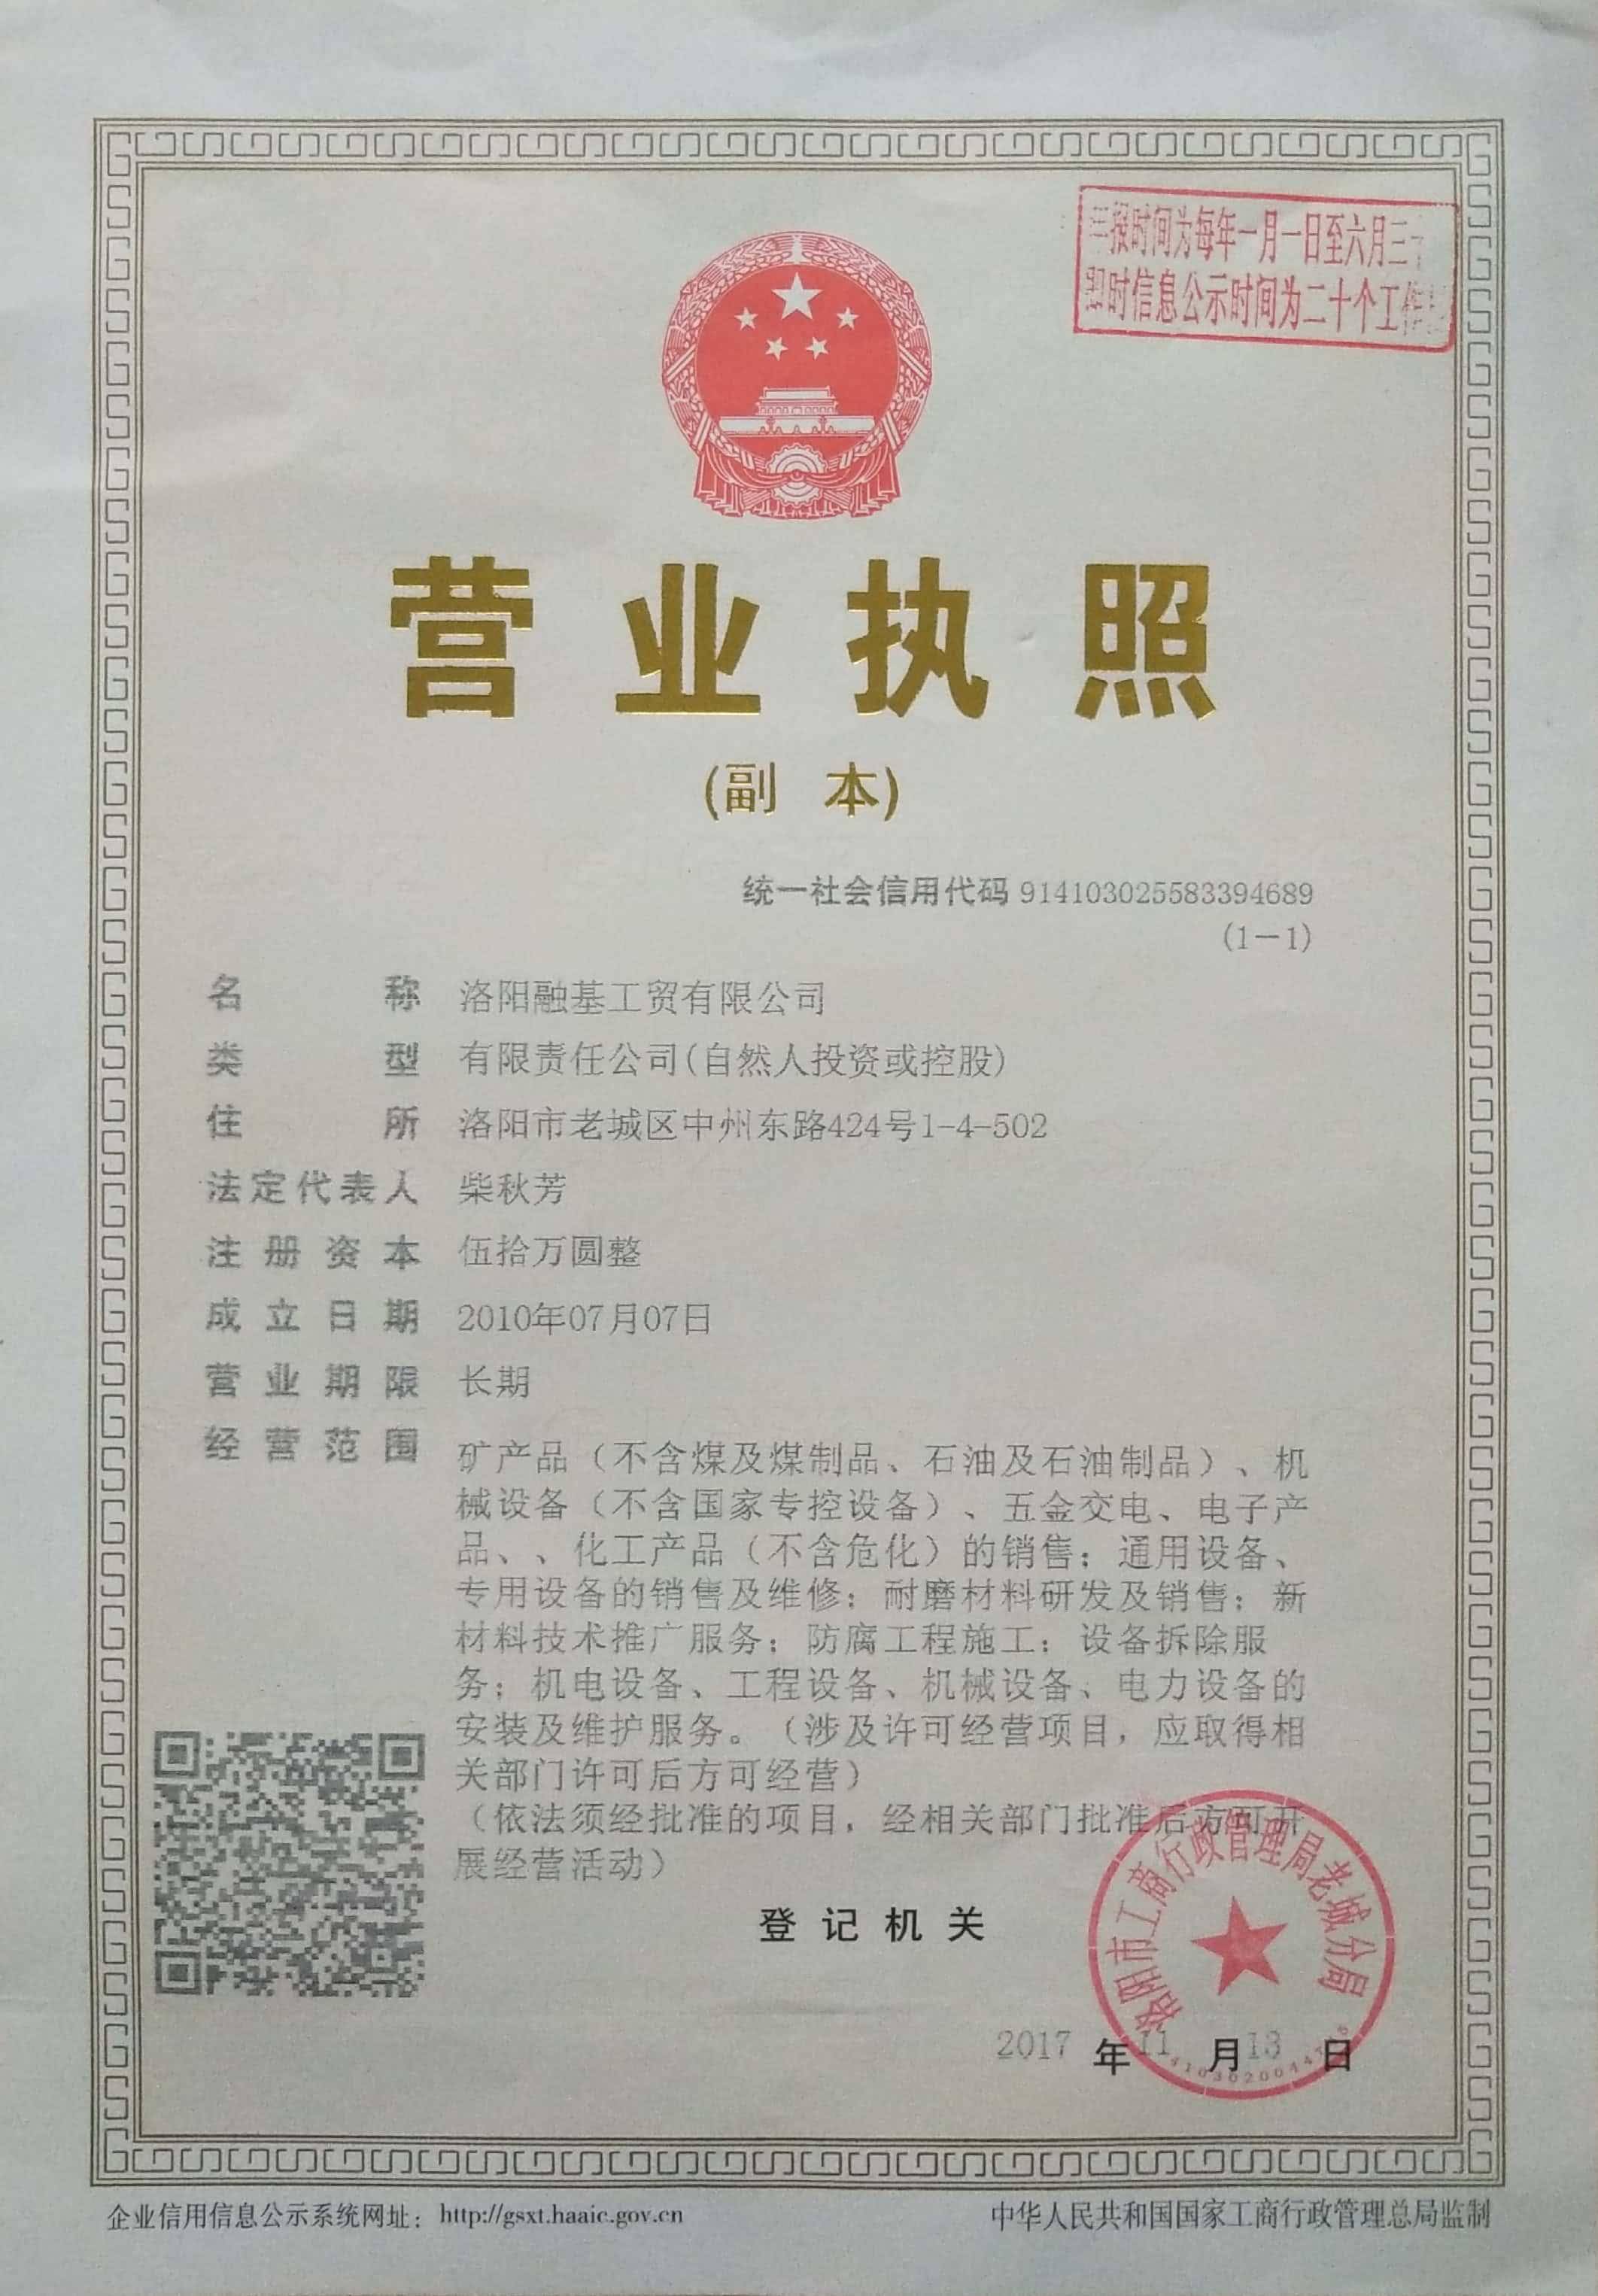 年报时间为每年一月一日至六月三十
即时信息公示时间为二十个工作
营业执照
(副 本)
统一社会信用代码 914103025583394689
(1-1)
名称 洛阳融基工贸有限公司
类型 有限责任公司(自然人投资或控股)
住所 洛阳市老城区中州东路424号1-4-502
法定代表人 柴秋芳
注册资本 伍拾万圆整
成立日期 2010年07月07日
营业期限 长期
经营范围 矿产品（不含煤及煤制品、石油及石油制品）、机
械设备（不含国家专控设备）、五金交电、电子产
品、、化工产品（不含危化）的销售；通用设备、
专用设备的销售及维修；耐磨材料研发及销售；新
材料技术推广服务；防腐工程施工；设备拆除服
务；机电设备、工程设备、机械设备、电力设备的
安装及维护服务。（涉及许可经营项目，应取得相
关部门许可后方可经营）
（依法须经批准的项目，经相关部门批准后方可开
展经营活动）
登记机关
洛阳市工商行政管理局老城分局
2017 年 11 月 13 日
企业信用信息公示系统网址： http://gsxt.haaic.gov.cn
中华人民共和国国家工商行政管理总局监制